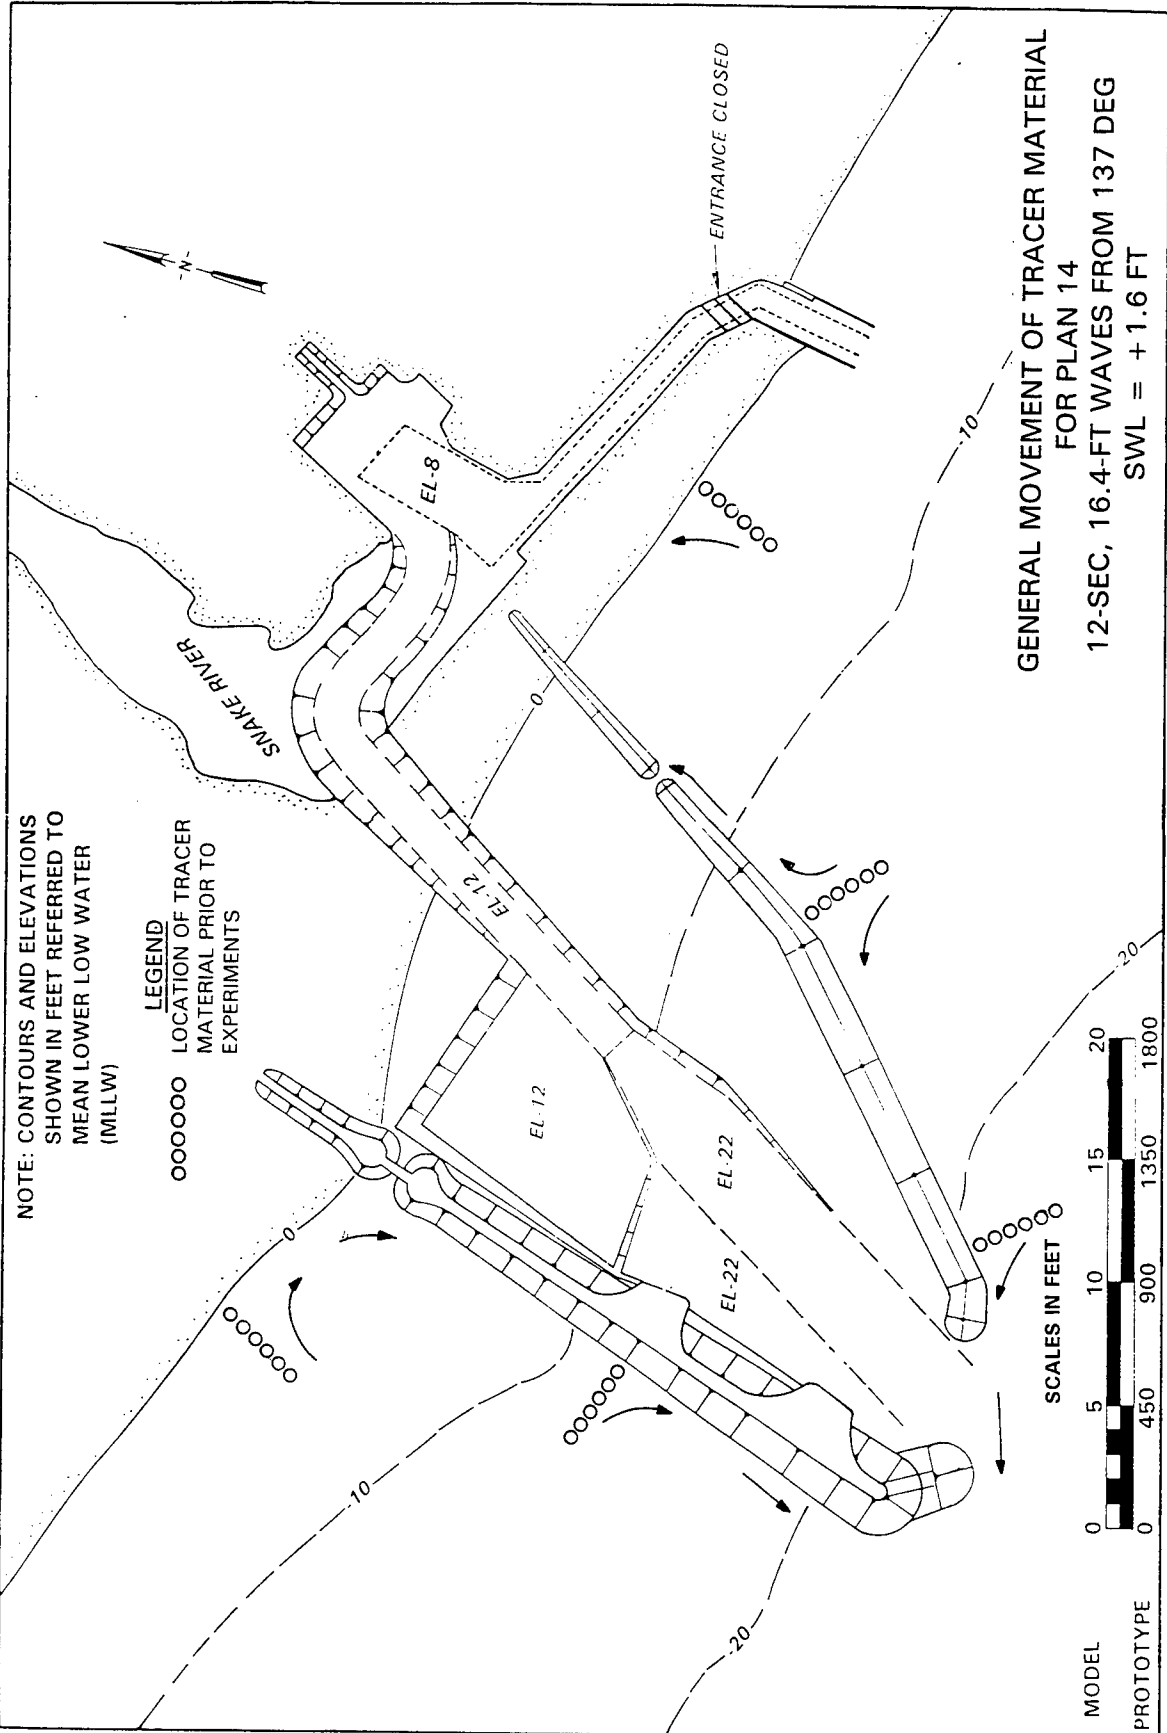 NOTE: CONTOURS AND ELEVATIONS
SHOWN IN FEET REFERRED TO
MEAN LOWER LOW WATER
(MLLW)
LEGEND
LOCATION OF TRACER
MATERIAL PRIOR TO
EXPERIMENTS
SNAKE RIVER
-N-
EL-8
ENTRANCE CLOSED
EL-12
EL-12
EL-22
EL-22
0
0
-10
-10
-20
-20
SCALES IN FEET
MODEL 0 5 10 15 20
PROTOTYPE 0 450 900 1350 1800
GENERAL MOVEMENT OF TRACER MATERIAL
FOR PLAN 14
12-SEC, 16.4-FT WAVES FROM 137 DEG
SWL = +1.6 FT